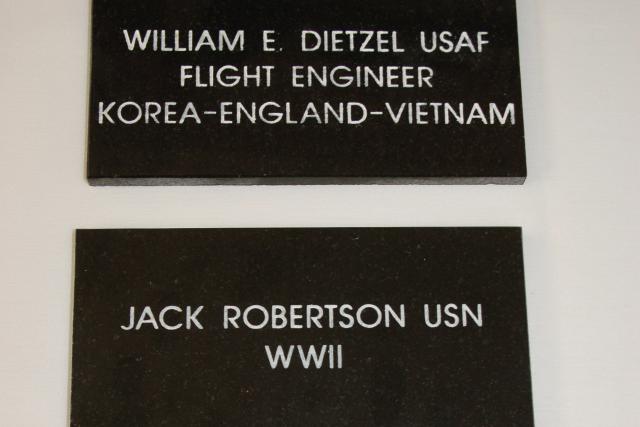 WILLIAM E. DIETZEL USAF
FLIGHT ENGINEER
KOREA-ENGLAND-VIETNAM
JACK ROBERTSON USN
WWII